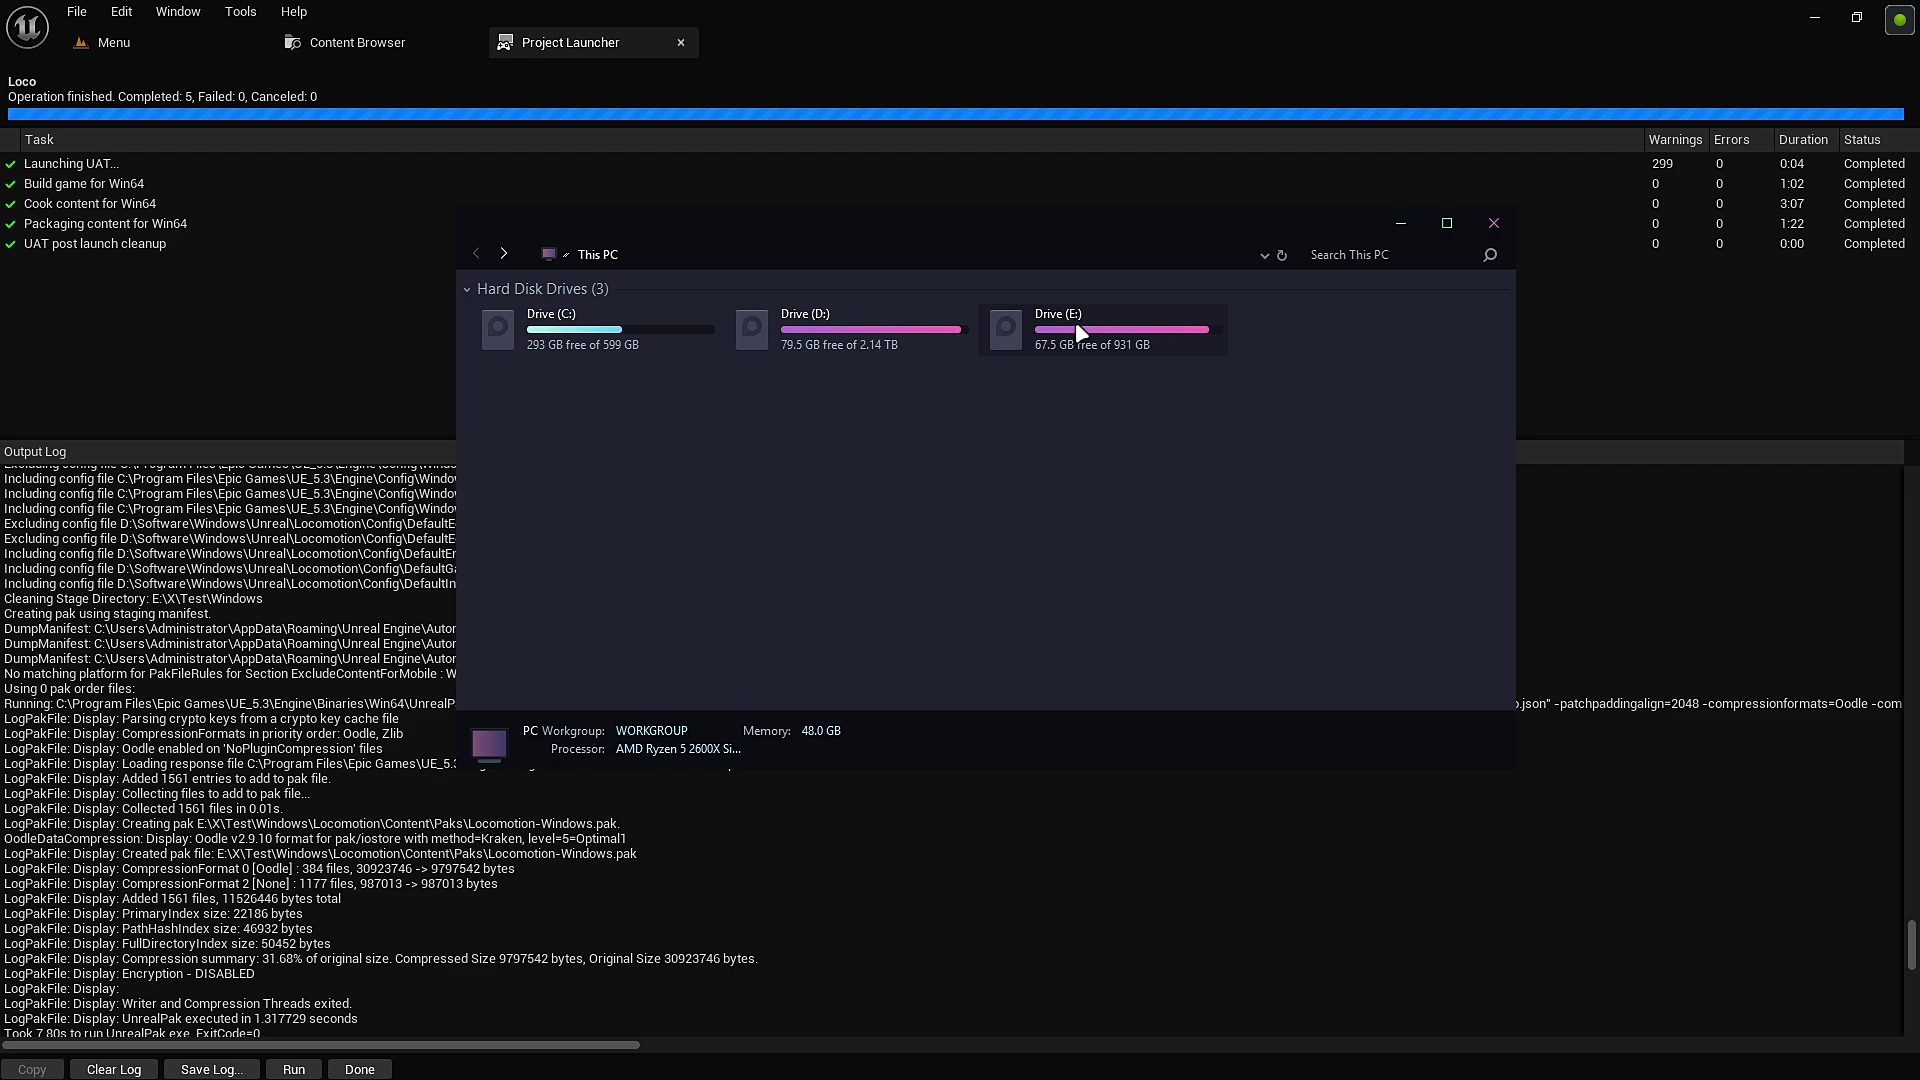 File Edit Window Tools Help
Menu Content Browser Project Launcher
Loco
Operation finished. Completed: 5, Failed: 0, Canceled: 0
Task Warnings Errors Duration Status
Launching UAT... 299 0 0:04 Completed
Build game for Win64 0 0 1:02 Completed
Cook content for Win64 0 0 3:07 Completed
Packaging content for Win64 0 0 1:22 Completed
UAT post launch cleanup 0 0 0:00 Completed
This PC Search This PC
Hard Disk Drives (3)
Drive (C:) Drive (D:) Drive (E:)
293 GB free of 599 GB 79.5 GB free of 2.14 TB 67.5 GB free of 931 GB
PC Workgroup: WORKGROUP Memory: 48.0 GB
Processor: AMD Ryzen 5 2600X Si...
Output Log
Excluding config file C:\Program Files\Epic Games\UE_5.3\Engine\Config\Windo
Including config file C:\Program Files\Epic Games\UE_5.3\Engine\Config\Windo
Including config file C:\Program Files\Epic Games\UE_5.3\Engine\Config\Windo
Including config file C:\Program Files\Epic Games\UE_5.3\Engine\Config\Windo
Excluding config file D:\Software\Windows\Unreal\Locomotion\Config\DefaultE
Excluding config file D:\Software\Windows\Unreal\Locomotion\Config\DefaultE
Including config file D:\Software\Windows\Unreal\Locomotion\Config\DefaultEr
Including config file D:\Software\Windows\Unreal\Locomotion\Config\DefaultGa
Including config file D:\Software\Windows\Unreal\Locomotion\Config\DefaultIn
Cleaning Stage Directory: E:\X\Test\Windows
Creating pak using staging manifest.
DumpManifest: C:\Users\Administrator\AppData\Roaming\Unreal Engine\Autor
DumpManifest: C:\Users\Administrator\AppData\Roaming\Unreal Engine\Autor
DumpManifest: C:\Users\Administrator\AppData\Roaming\Unreal Engine\Autor
No matching platform for PakFileRules for Section ExcludeContentForMobile : W
Using 0 pak order files:
Running: C:\Program Files\Epic Games\UE_5.3\Engine\Binaries\Win64\UnrealP .json" -patchpaddingalign=2048 -compressionformats=Oodle -com
LogPakFile: Display: Parsing crypto keys from a crypto key cache file
LogPakFile: Display: CompressionFormats in priority order: Oodle, Zlib
LogPakFile: Display: Oodle enabled on 'NoPluginCompression' files
LogPakFile: Display: Loading response file C:\Program Files\Epic Games\UE_5.3
LogPakFile: Display: Added 1561 entries to add to pak file.
LogPakFile: Display: Collecting files to add to pak file...
LogPakFile: Display: Collected 1561 files in 0.01s.
LogPakFile: Display: Creating pak E:\X\Test\Windows\Locomotion\Content\Paks\Locomotion-Windows.pak.
OodleDataCompression: Display: Oodle v2.9.10 format for pak/iostore with method=Kraken, level=5=Optimal1
LogPakFile: Display: Created pak file: E:\X\Test\Windows\Locomotion\Content\Paks\Locomotion-Windows.pak
LogPakFile: Display: CompressionFormat 0 [Oodle] : 384 files, 30923746 -> 9797542 bytes
LogPakFile: Display: CompressionFormat 2 [None] : 1177 files, 987013 -> 987013 bytes
LogPakFile: Display: Added 1561 files, 11526446 bytes total
LogPakFile: Display: PrimaryIndex size: 22186 bytes
LogPakFile: Display: PathHashIndex size: 46932 bytes
LogPakFile: Display: FullDirectoryIndex size: 50452 bytes
LogPakFile: Display: Compression summary: 31.68% of original size. Compressed Size 9797542 bytes, Original Size 30923746 bytes.
LogPakFile: Display: Encryption - DISABLED
LogPakFile: Display:
LogPakFile: Display: Writer and Compression Threads exited.
LogPakFile: Display: UnrealPak executed in 1.317729 seconds
Took 7.80s to run UnrealPak.exe, ExitCode=0
Copy Clear Log Save Log... Run Done